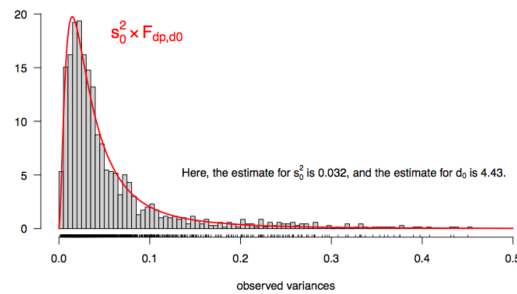 20
15
10
5
0
s₀² × F_dp,d0
Here, the estimate for s₀² is 0.032, and the estimate for d₀ is 4.43.
0.0 0.1 0.2 0.3 0.4 0.5
observed variances